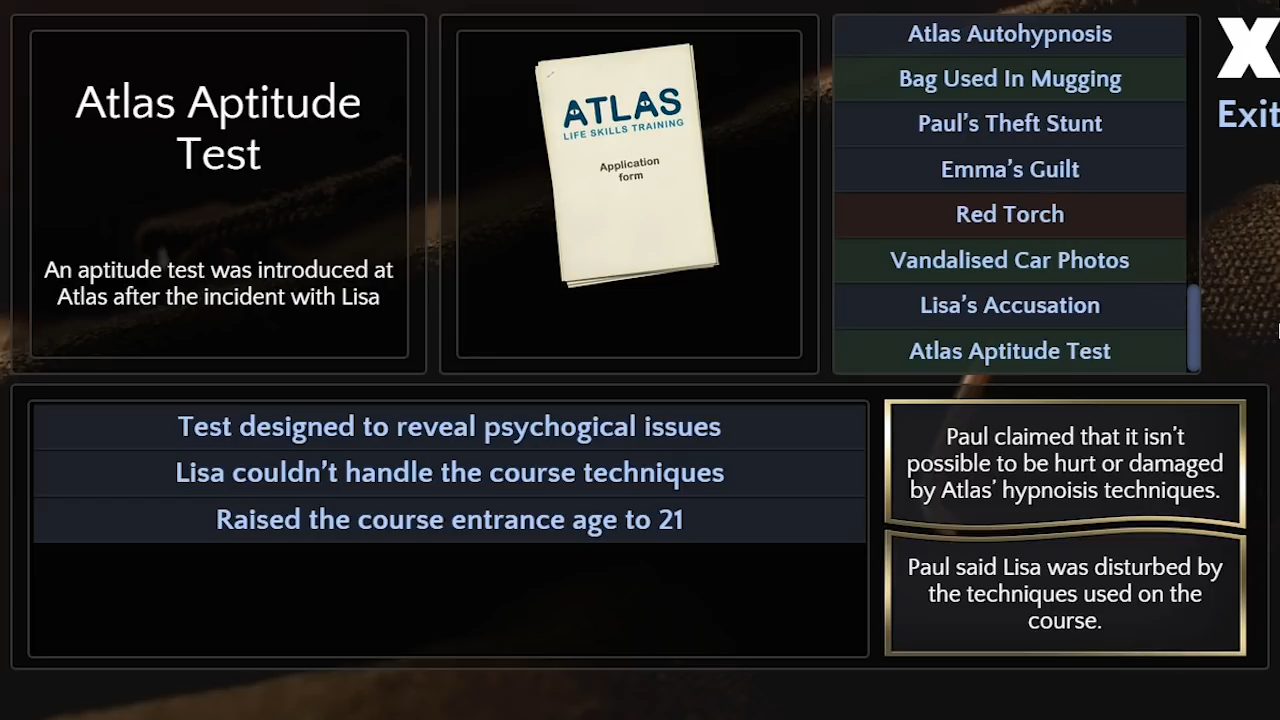 Atlas Aptitude
Test
An aptitude test was introduced at
Atlas after the incident with Lisa
ATLAS
LIFE SKILLS TRAINING
Application
form
Atlas Autohypnosis
Bag Used In Mugging
Paul's Theft Stunt
Emma's Guilt
Red Torch
Vandalised Car Photos
Lisa's Accusation
Atlas Aptitude Test
X
Exit
Test designed to reveal psychogical issues
Lisa couldn't handle the course techniques
Raised the course entrance age to 21
Paul claimed that it isn't
possible to be hurt or damaged
by Atlas' hypnoisis techniques.
Paul said Lisa was disturbed by
the techniques used on the
course.